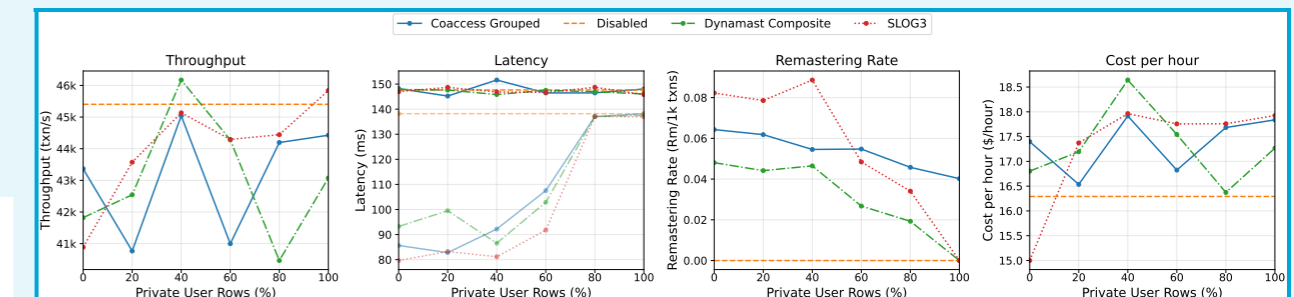 Coaccess Grouped Disabled Dynamast Composite SLOG3
Throughput
Throughput (txn/s)
46k
45k
44k
43k
42k
41k
0 20 40 60 80 100
Private User Rows (%)
Latency
Latency (ms)
150
140
130
120
110
100
90
80
0 20 40 60 80 100
Private User Rows (%)
Remastering Rate
Remastering Rate (Rm/1k txns)
0.08
0.06
0.04
0.02
0.00
0 20 40 60 80 100
Private User Rows (%)
Cost per hour
Cost per hour ($/hour)
18.5
18.0
17.5
17.0
16.5
16.0
15.5
15.0
0 20 40 60 80 100
Private User Rows (%)